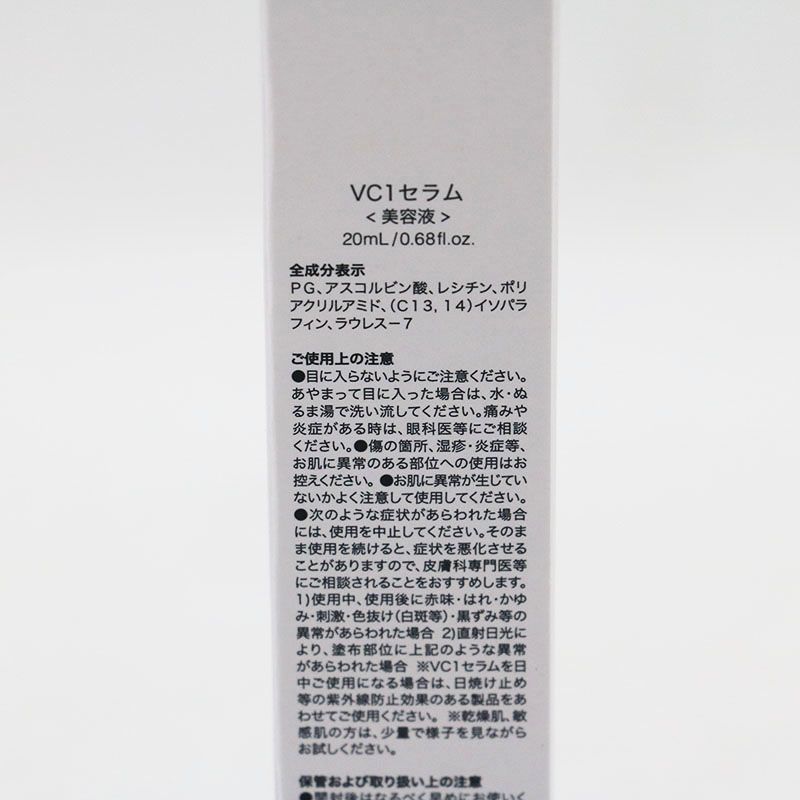 VC1セラム
<美容液>
20mL/0.68fl.oz.
全成分表示
PG、アスコルビン酸、レシチン、ポリ
アクリルアミド、(C13, 14)イソパラ
フィン、ラウレス－7
ご使用上の注意
●目に入らないようにご注意ください。
あやまって目に入った場合は、水・ぬ
るま湯で洗い流してください。痛みや
炎症がある時は、眼科医等にご相談
ください。●傷の箇所、湿疹・炎症等、
お肌に異常のある部位への使用はお
控えください。 ●お肌に異常が生じてい
ないかよく注意して使用してください。
●次のような症状があらわれた場合
には、使用を中止してください。そのま
ま使用を続けると、症状を悪化させる
ことがありますので、皮膚科専門医等
にご相談されることをおすすめします。
1)使用中、使用後に赤味・はれ・かゆ
み・刺激・色抜け(白斑等)・黒ずみ等の
異常があらわれた場合 2)直射日光に
より、塗布部位に上記のような異常
があらわれた場合 ※VC1セラムを日
中ご使用になる場合は、日焼け止め
等の紫外線防止効果のある製品をあ
わせてご使用ください。 ※乾燥肌、敏
感肌の方は、少量で様子を見ながら
お試しください。
保管および取り扱い上の注意
●開封後はなるべく早めにお使いく